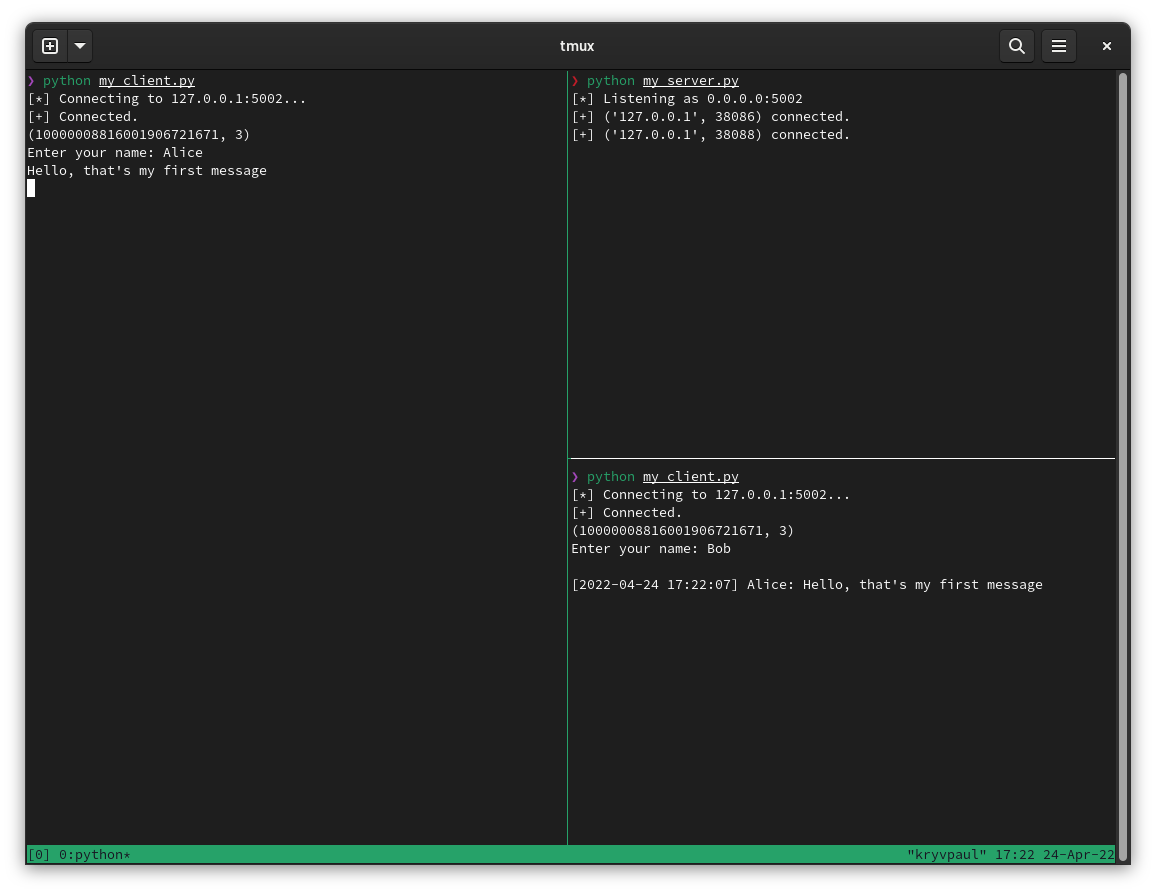 tmux
❯ python my_client.py
[*] Connecting to 127.0.0.1:5002...
[+] Connected.
(10000008816001906721671, 3)
Enter your name: Alice
Hello, that's my first message
❯ python my_server.py
[*] Listening as 0.0.0.0:5002
[+] ('127.0.0.1', 38086) connected.
[+] ('127.0.0.1', 38088) connected.
❯ python my_client.py
[*] Connecting to 127.0.0.1:5002...
[+] Connected.
(10000008816001906721671, 3)
Enter your name: Bob
[2022-04-24 17:22:07] Alice: Hello, that's my first message
[0] 0:python* "kryvpaul" 17:22 24-Apr-22